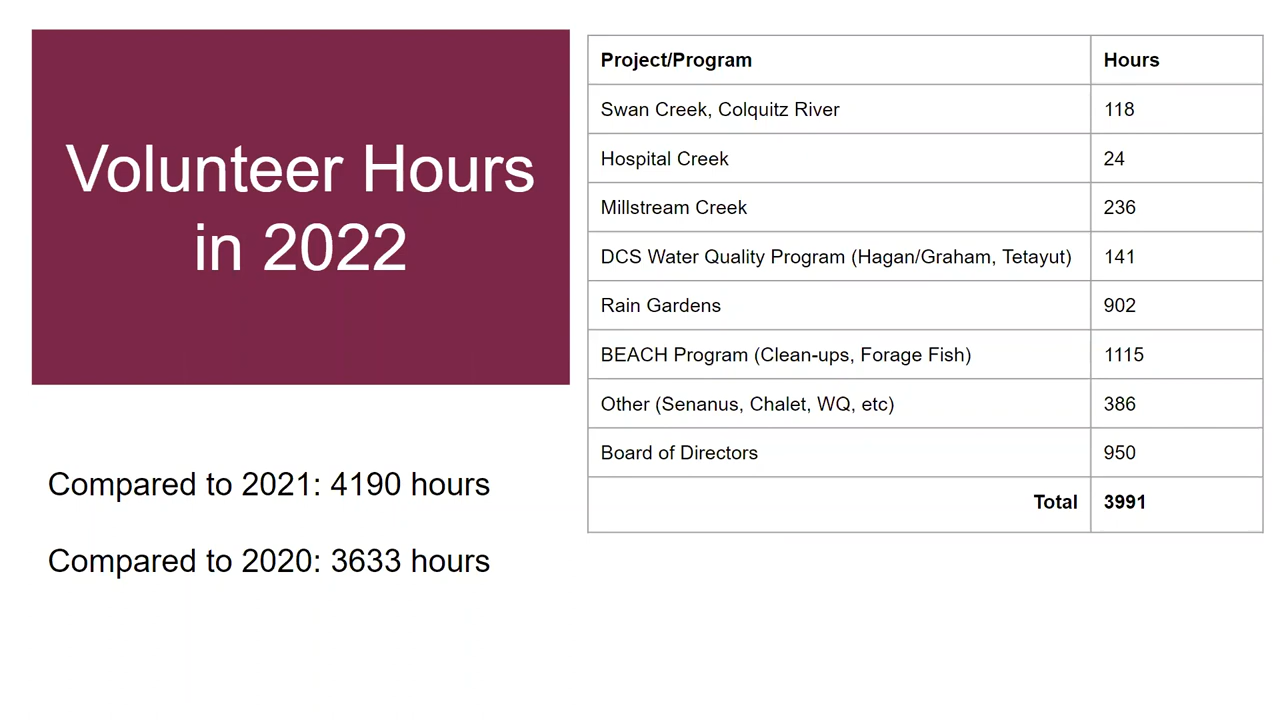 Volunteer Hours
in 2022
Compared to 2021: 4190 hours
Compared to 2020: 3633 hours
Project/Program Hours
Swan Creek, Colquitz River 118
Hospital Creek 24
Millstream Creek 236
DCS Water Quality Program (Hagan/Graham, Tetayut) 141
Rain Gardens 902
BEACH Program (Clean-ups, Forage Fish) 1115
Other (Senanus, Chalet, WQ, etc) 386
Board of Directors 950
Total 3991